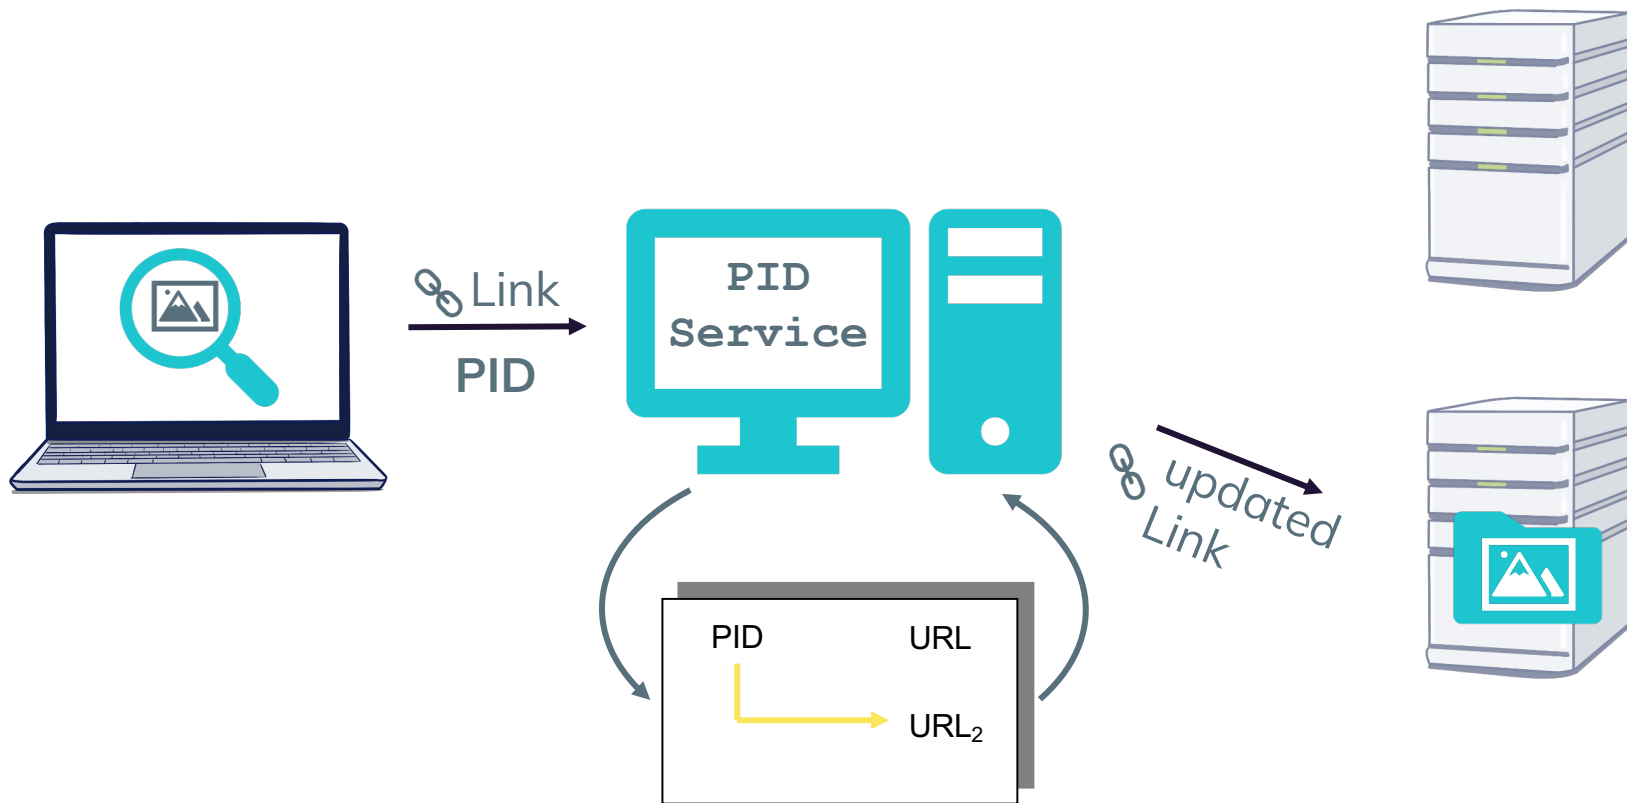 Link
PID
PID
Service
updated
Link
PID URL
URL₂